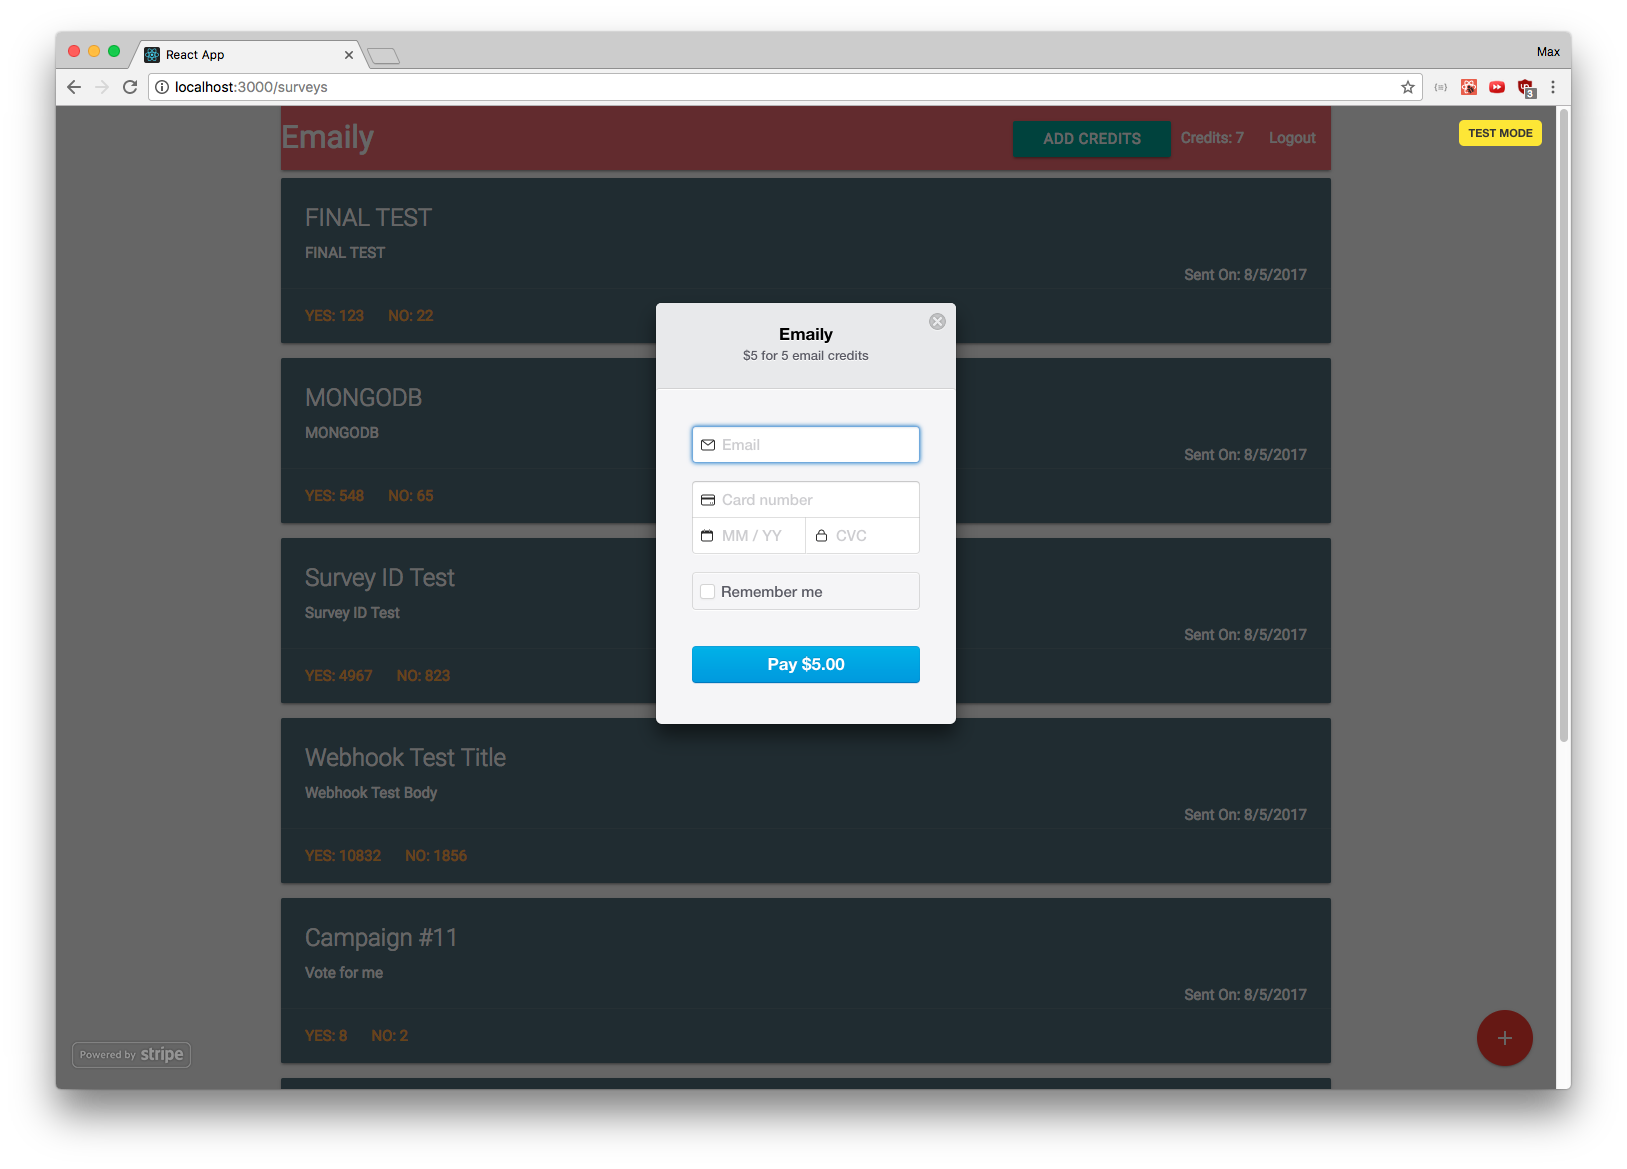 React App
Max
localhost:3000/surveys
3
Emaily
ADD CREDITS
Credits: 7
Logout
TEST MODE
FINAL TEST
FINAL TEST
Sent On: 8/5/2017
YES: 123 NO: 22
MONGODB
MONGODB
Sent On: 8/5/2017
YES: 548 NO: 65
Survey ID Test
Survey ID Test
Sent On: 8/5/2017
YES: 4967 NO: 823
Webhook Test Title
Webhook Test Body
Sent On: 8/5/2017
YES: 10832 NO: 1856
Campaign #11
Vote for me
Sent On: 8/5/2017
YES: 8 NO: 2
Emaily
$5 for 5 email credits
Email
Card number
MM / YY
CVC
Remember me
Pay $5.00
Powered by stripe
+